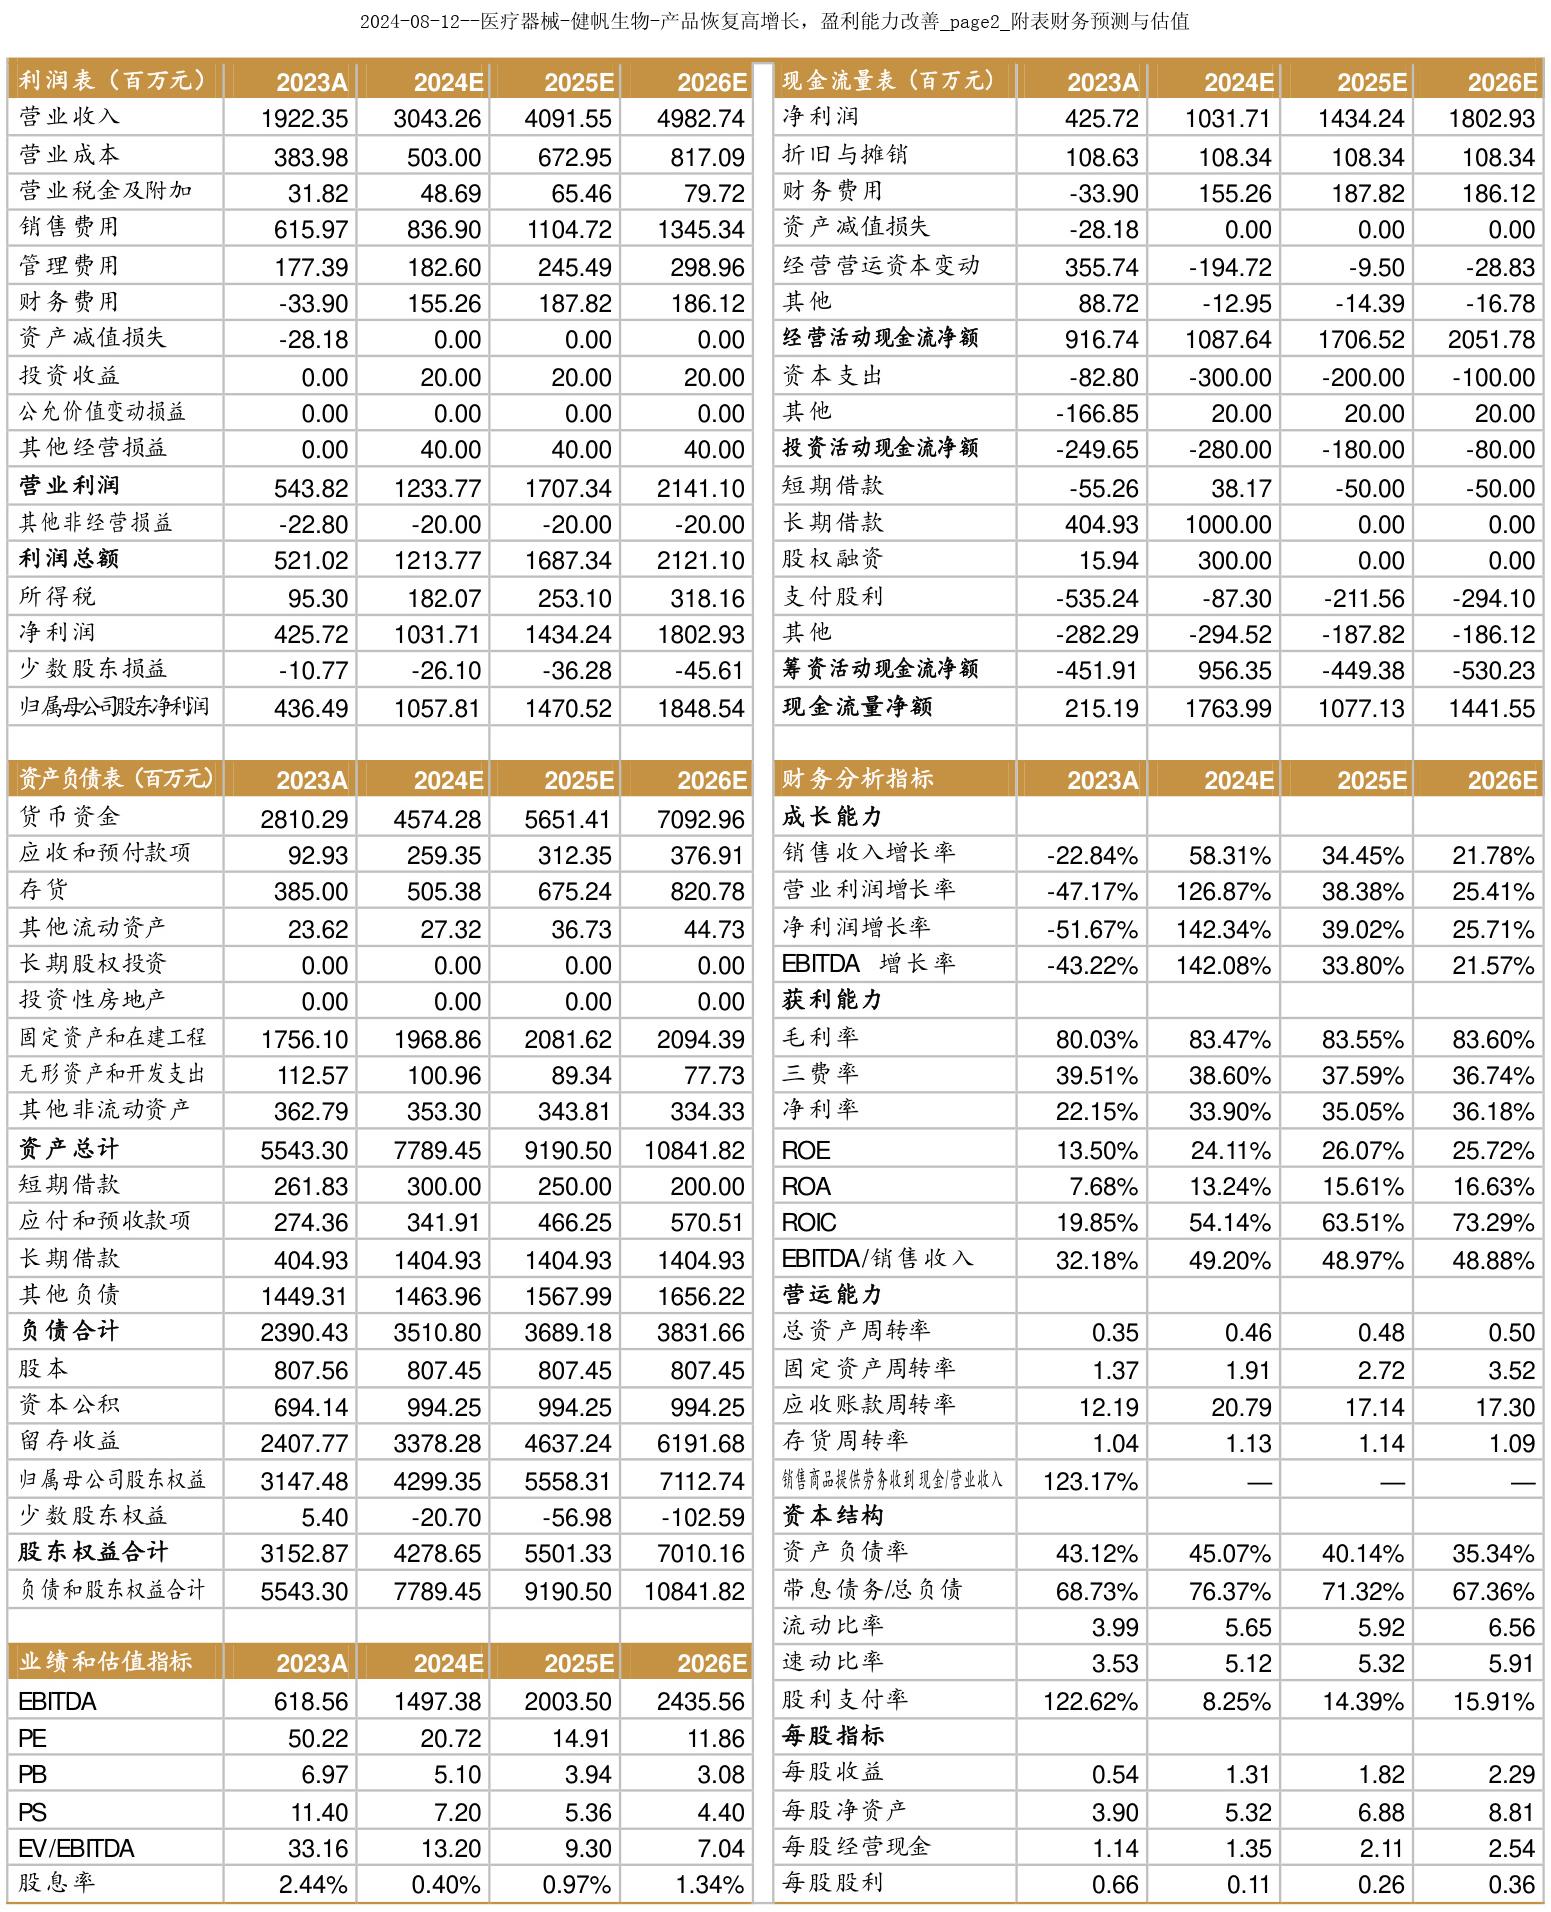 2024-08-12--医疗器械-健帆生物-产品恢复高增长，盈利能力改善_page2_附表财务预测与估值
利润表（百万元） 2023A 2024E 2025E 2026E 现金流量表（百万元） 2023A 2024E 2025E 2026E
营业收入 1922.35 3043.26 4091.55 4982.74 净利润 425.72 1031.71 1434.24 1802.93
营业成本 383.98 503.00 672.95 817.09 折旧与摊销 108.63 108.34 108.34 108.34
营业税金及附加 31.82 48.69 65.46 79.72 财务费用 -33.90 155.26 187.82 186.12
销售费用 615.97 836.90 1104.72 1345.34 资产减值损失 -28.18 0.00 0.00 0.00
管理费用 177.39 182.60 245.49 298.96 经营营运资本变动 355.74 -194.72 -9.50 -28.83
财务费用 -33.90 155.26 187.82 186.12 其他 88.72 -12.95 -14.39 -16.78
资产减值损失 -28.18 0.00 0.00 0.00 经营活动现金流净额 916.74 1087.64 1706.52 2051.78
投资收益 0.00 20.00 20.00 20.00 资本支出 -82.80 -300.00 -200.00 -100.00
公允价值变动损益 0.00 0.00 0.00 0.00 其他 -166.85 20.00 20.00 20.00
其他经营损益 0.00 40.00 40.00 40.00 投资活动现金流净额 -249.65 -280.00 -180.00 -80.00
营业利润 543.82 1233.77 1707.34 2141.10 短期借款 -55.26 38.17 -50.00 -50.00
其他非经营损益 -22.80 -20.00 -20.00 -20.00 长期借款 404.93 1000.00 0.00 0.00
利润总额 521.02 1213.77 1687.34 2121.10 股权融资 15.94 300.00 0.00 0.00
所得税 95.30 182.07 253.10 318.16 支付股利 -535.24 -87.30 -211.56 -294.10
净利润 425.72 1031.71 1434.24 1802.93 其他 -282.29 -294.52 -187.82 -186.12
少数股东损益 -10.77 -26.10 -36.28 -45.61 筹资活动现金流净额 -451.91 956.35 -449.38 -530.23
归属母公司股东净利润 436.49 1057.81 1470.52 1848.54 现金流量净额 215.19 1763.99 1077.13 1441.55
资产负债表（百万元） 2023A 2024E 2025E 2026E 财务分析指标 2023A 2024E 2025E 2026E
货币资金 2810.29 4574.28 5651.41 7092.96 成长能力
应收和预付款项 92.93 259.35 312.35 376.91 销售收入增长率 -22.84% 58.31% 34.45% 21.78%
存货 385.00 505.38 675.24 820.78 营业利润增长率 -47.17% 126.87% 38.38% 25.41%
其他流动资产 23.62 27.32 36.73 44.73 净利润增长率 -51.67% 142.34% 39.02% 25.71%
长期股权投资 0.00 0.00 0.00 0.00 EBITDA 增长率 -43.22% 142.08% 33.80% 21.57%
投资性房地产 0.00 0.00 0.00 0.00 获利能力
固定资产和在建工程 1756.10 1968.86 2081.62 2094.39 毛利率 80.03% 83.47% 83.55% 83.60%
无形资产和开发支出 112.57 100.96 89.34 77.73 三费率 39.51% 38.60% 37.59% 36.74%
其他非流动资产 362.79 353.30 343.81 334.33 净利率 22.15% 33.90% 35.05% 36.18%
资产总计 5543.30 7789.45 9190.50 10841.82 ROE 13.50% 24.11% 26.07% 25.72%
短期借款 261.83 300.00 250.00 200.00 ROA 7.68% 13.24% 15.61% 16.63%
应付和预收款项 274.36 341.91 466.25 570.51 ROIC 19.85% 54.14% 63.51% 73.29%
长期借款 404.93 1404.93 1404.93 1404.93 EBITDA/销售收入 32.18% 49.20% 48.97% 48.88%
其他负债 1449.31 1463.96 1567.99 1656.22 营运能力
负债合计 2390.43 3510.80 3689.18 3831.66 总资产周转率 0.35 0.46 0.48 0.50
股本 807.56 807.45 807.45 807.45 固定资产周转率 1.37 1.91 2.72 3.52
资本公积 694.14 994.25 994.25 994.25 应收账款周转率 12.19 20.79 17.14 17.30
留存收益 2407.77 3378.28 4637.24 6191.68 存货周转率 1.04 1.13 1.14 1.09
归属母公司股东权益 3147.48 4299.35 5558.31 7112.74 销售商品提供劳务收到现金/营业收入 123.17% — — —
少数股东权益 5.40 -20.70 -56.98 -102.59 资本结构
股东权益合计 3152.87 4278.65 5501.33 7010.16 资产负债率 43.12% 45.07% 40.14% 35.34%
负债和股东权益合计 5543.30 7789.45 9190.50 10841.82 带息债务/总负债 68.73% 76.37% 71.32% 67.36%
流动比率 3.99 5.65 5.92 6.56
业绩和估值指标 2023A 2024E 2025E 2026E 速动比率 3.53 5.12 5.32 5.91
EBITDA 618.56 1497.38 2003.50 2435.56 股利支付率 122.62% 8.25% 14.39% 15.91%
PE 50.22 20.72 14.91 11.86 每股指标
PB 6.97 5.10 3.94 3.08 每股收益 0.54 1.31 1.82 2.29
PS 11.40 7.20 5.36 4.40 每股净资产 3.90 5.32 6.88 8.81
EV/EBITDA 33.16 13.20 9.30 7.04 每股经营现金 1.14 1.35 2.11 2.54
股息率 2.44% 0.40% 0.97% 1.34% 每股股利 0.66 0.11 0.26 0.36